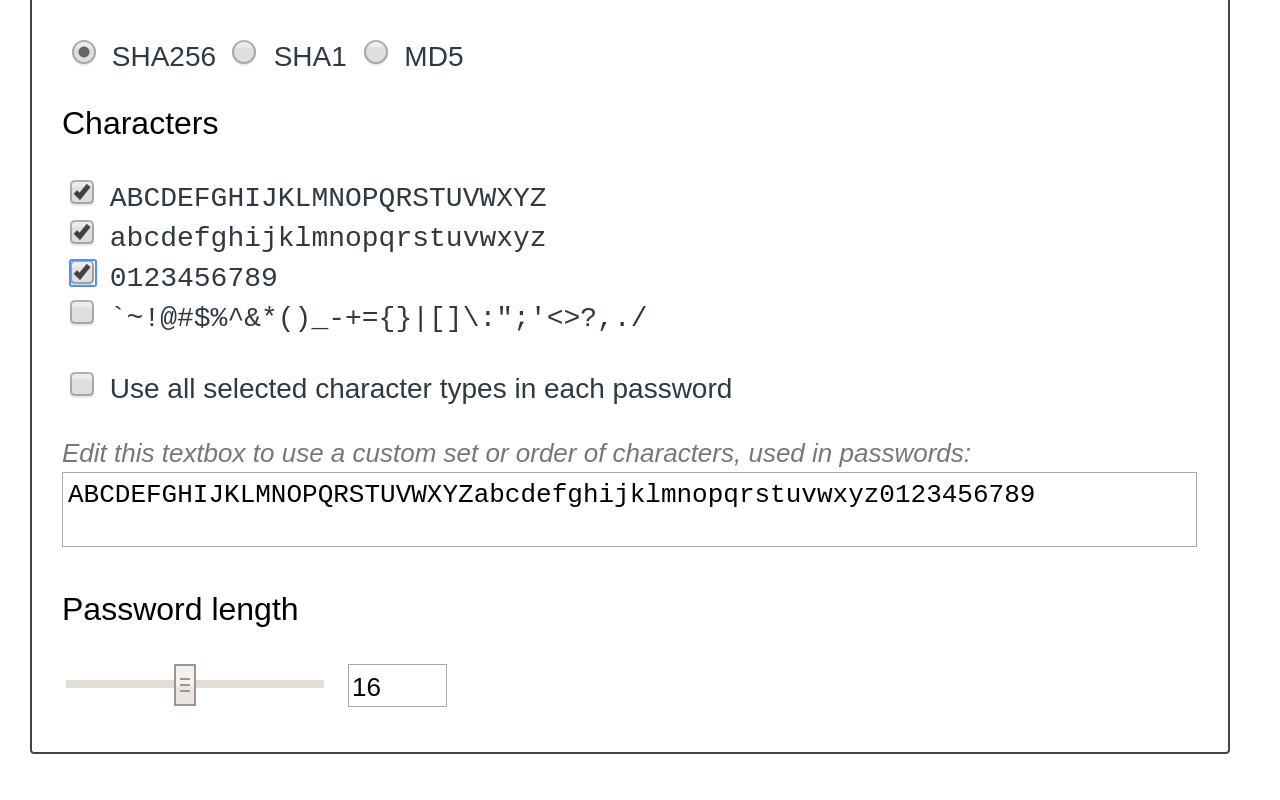 SHA256 SHA1 MD5
Characters
ABCDEFGHIJKLMNOPQRSTUVWXYZ
abcdefghijklmnopqrstuvwxyz
0123456789
`~!@#$%^&*()_-+={}|[]\:";'<>?,./
Use all selected character types in each password
Edit this textbox to use a custom set or order of characters, used in passwords:
ABCDEFGHIJKLMNOPQRSTUVWXYZabcdefghijklmnopqrstuvwxyz0123456789
Password length
16